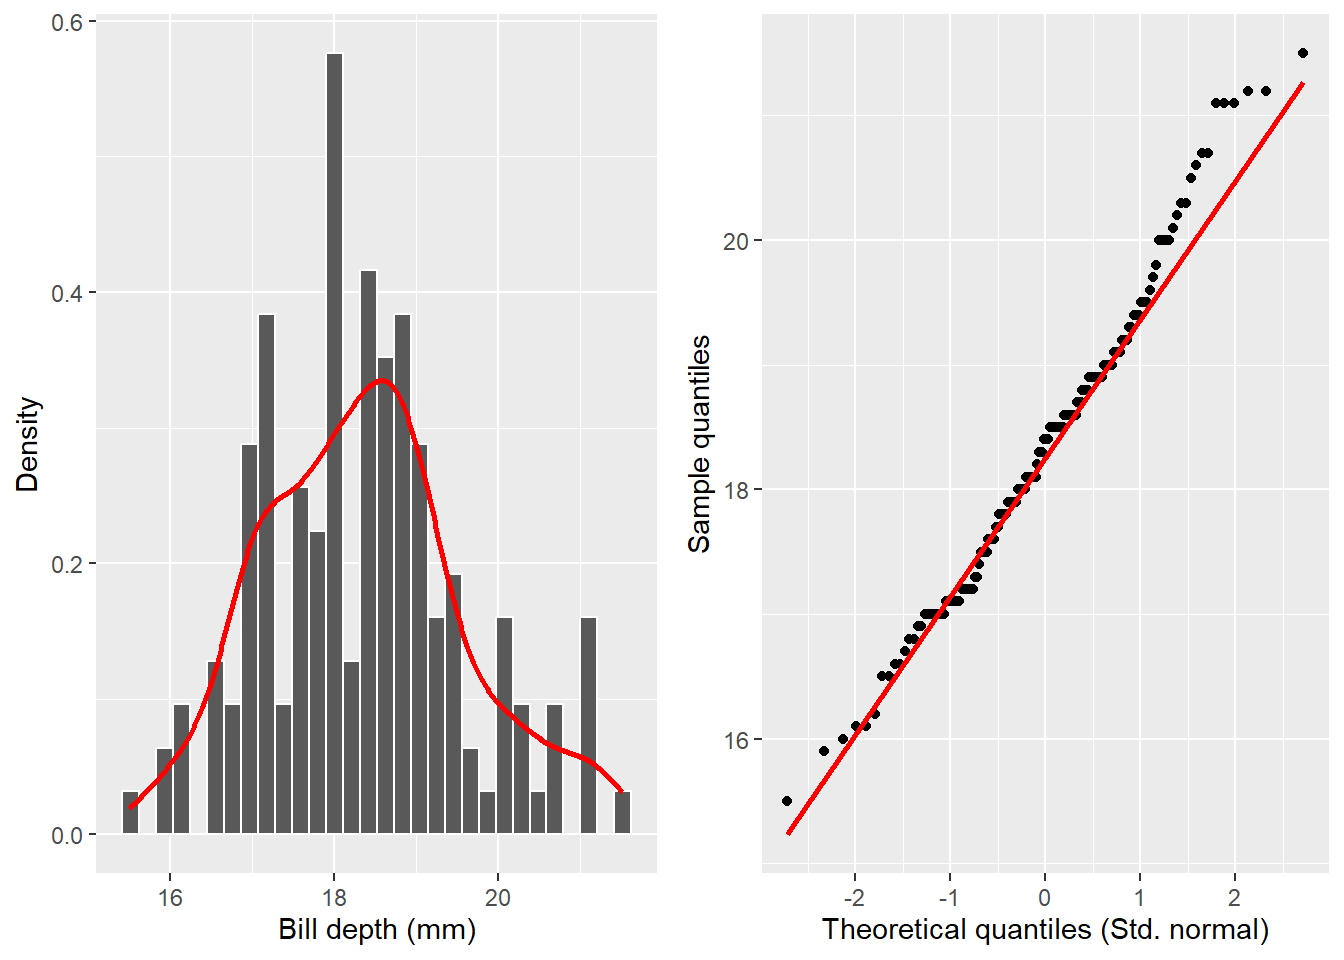 0.6
0.4
0.2
0.0
Density
16 18 20
Bill depth (mm)
20
18
16
Sample quantiles
-2 -1 0 1 2
Theoretical quantiles (Std. normal)